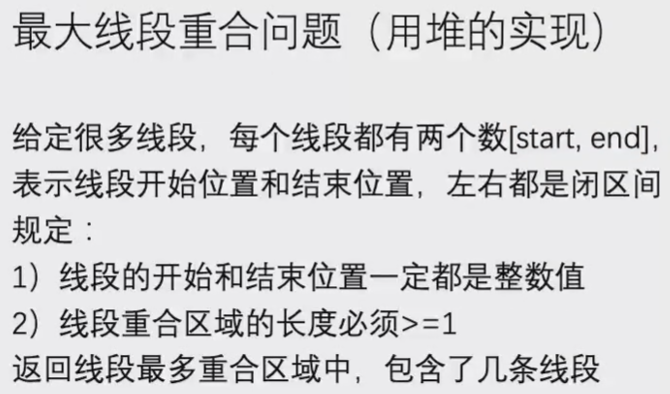 最大线段重合问题（用堆的实现）
给定很多线段，每个线段都有两个数[start, end]，
表示线段开始位置和结束位置，左右都是闭区间
规定：
1）线段的开始和结束位置一定都是整数值
2）线段重合区域的长度必须>=1
返回线段最多重合区域中，包含了几条线段